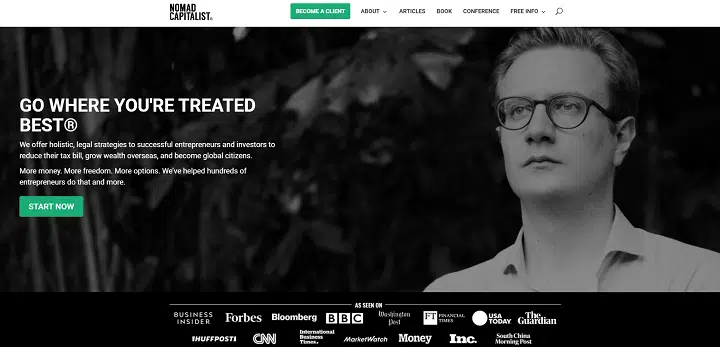 NOMAD
CAPITALIST®
BECOME A CLIENT
ABOUT
ARTICLES
BOOK
CONFERENCE
FREE INFO
GO WHERE YOU'RE TREATED
BEST®
We offer holistic, legal strategies to successful entrepreneurs and investors to
reduce their tax bill, grow wealth overseas, and become global citizens.
More money. More freedom. More options. We've helped hundreds of
entrepreneurs do that and more.
START NOW
AS SEEN ON
BUSINESS
INSIDER
Forbes
Bloomberg
BBC
Washington
Post
FT
FINANCIAL
TIMES
USA
TODAY
The
Guardian
HUFFPOST
CNN
International
Business
Times.
MarketWatch
Money
Inc.
South China
Morning Post